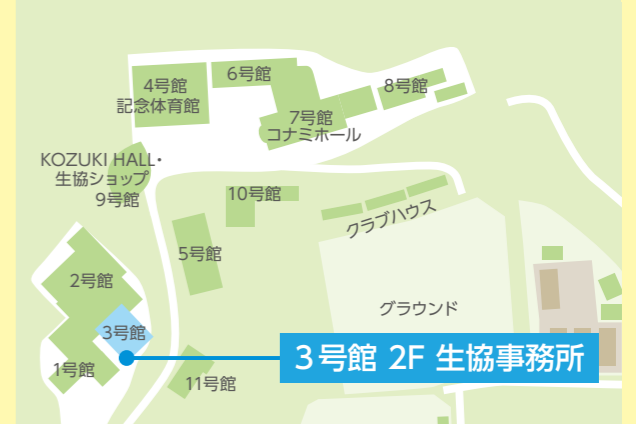 4号館
記念体育館
6号館
7号館
コナミホール
8号館
KOZUKI HALL・
生協ショップ
9号館
10号館
クラブハウス
5号館
2号館
グラウンド
3号館
3号館 2F 生協事務所
1号館
11号館